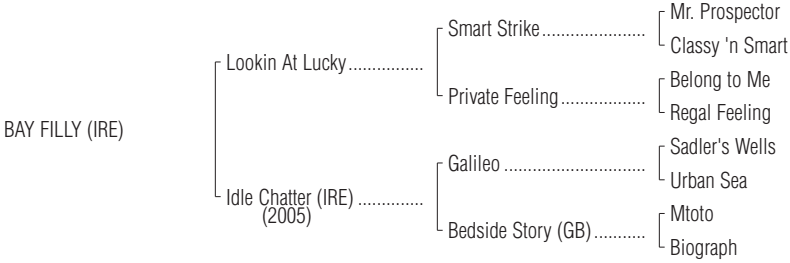 Mr. Prospector
Smart Strike......................
Classy 'n Smart
Lookin At Lucky................
Belong to Me
Private Feeling..................
Regal Feeling
BAY FILLY (IRE)
Sadler's Wells
Galileo ..............................
Urban Sea
Idle Chatter (IRE) ..............
(2005)
Mtoto
Bedside Story (GB)...........
Biograph